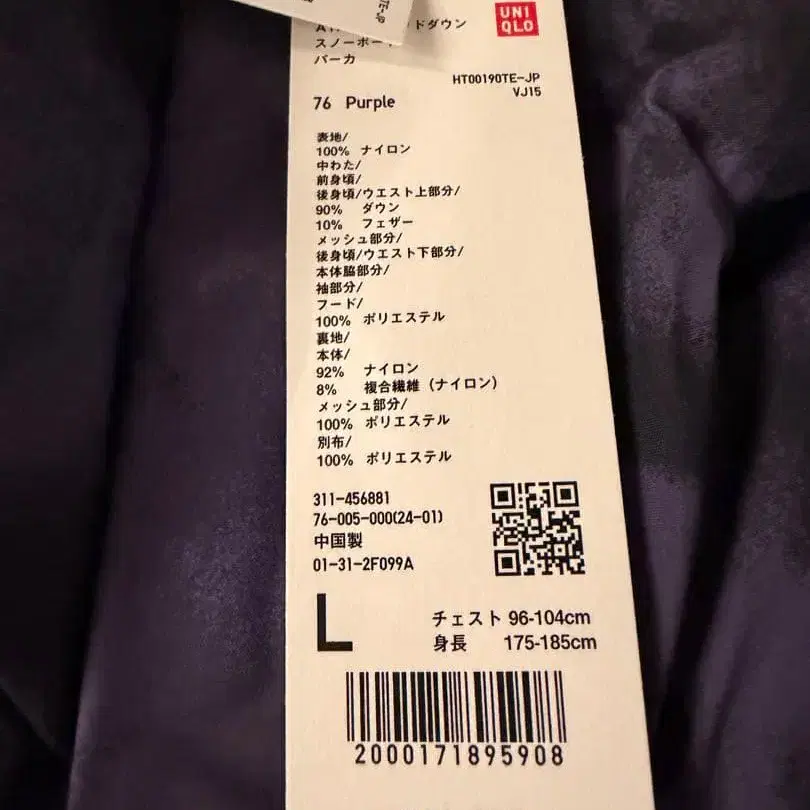 UNI
QLO
ドダウン
スノーボード
パーカ
HT00190TE-JP
VJ15
76 Purple
表地/
100% ナイロン
中わた/
前身頃/
後身頃/ウエスト上部分/
90% ダウン
10% フェザー
メッシュ部分/
後身頃/ウエスト下部分/
本体脇部分/
袖部分/
フード/
100% ポリエステル
裏地/
本体/
92% ナイロン
8% 複合繊維(ナイロン)
メッシュ部分/
100% ポリエステル
別布/
100% ポリエステル
311-456881
76-005-000(24-01)
中国製
01-31-2F099A
L
チェスト 96-104cm
身長 175-185cm
2000171895908